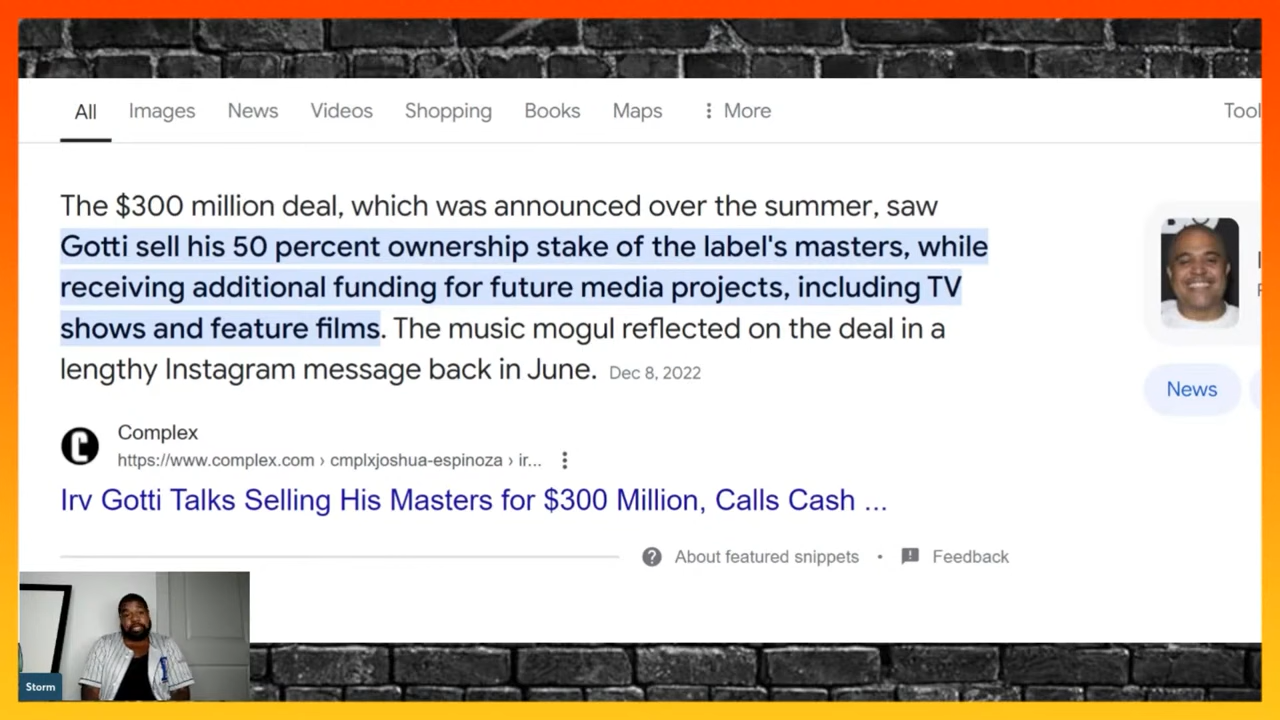 All Images News Videos Shopping Books Maps More
The $300 million deal, which was announced over the summer, saw
Gotti sell his 50 percent ownership stake of the label's masters, while
receiving additional funding for future media projects, including TV
shows and feature films. The music mogul reflected on the deal in a
lengthy Instagram message back in June. Dec 8, 2022
News
Complex
https://www.complex.com › cmplxjoshua-espinoza › ir...
Irv Gotti Talks Selling His Masters for $300 Million, Calls Cash ...
About featured snippets • Feedback
Storm